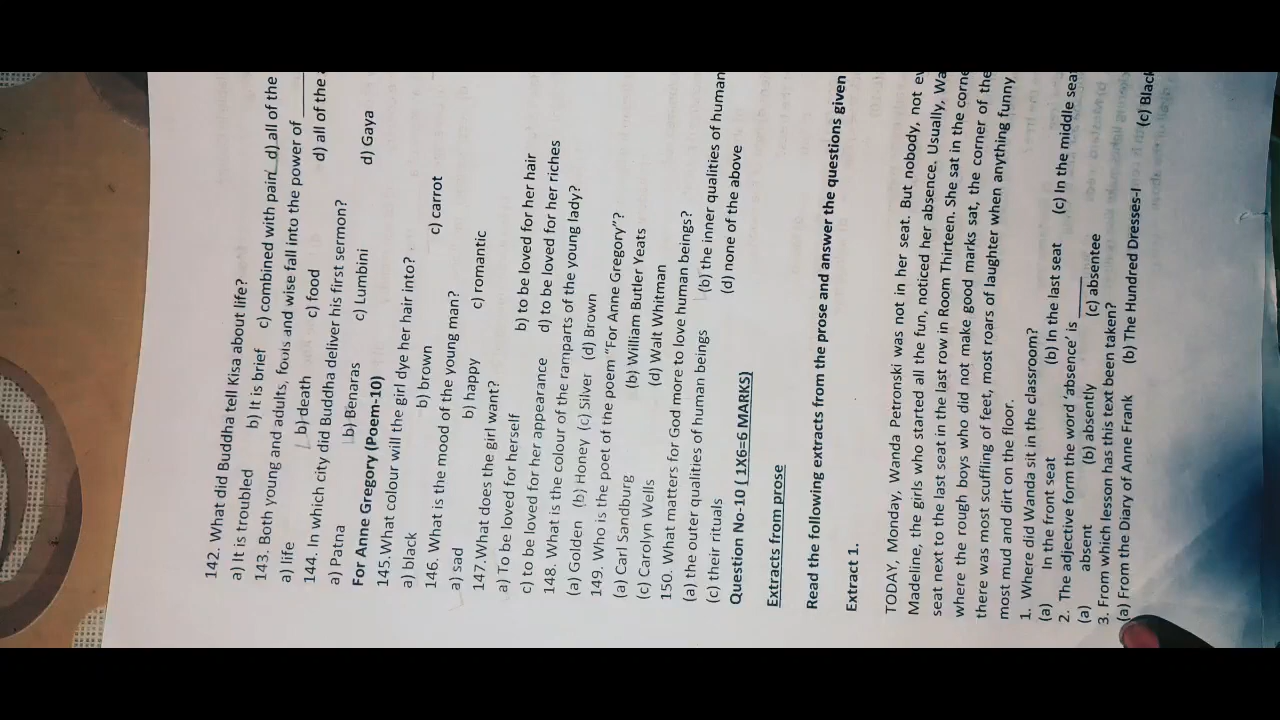 142. What did Buddha tell Kisa about life?
a) It is troubled b) It is brief c) combined with pain d) all of the
143. Both young and adults, fools and wise fall into the power of ______
a) life b) death c) food d) all of the
144. In which city did Buddha deliver his first sermon?
a) Patna b) Benaras c) Lumbini d) Gaya
For Anne Gregory (Poem-10)
145.What colour will the girl dye her hair into?
a) black b) brown c) carrot
146. What is the mood of the young man?
a) sad b) happy c) romantic
147.What does the girl want?
a) To be loved for herself b) to be loved for her hair
c) to be loved for her appearance d) to be loved for her riches
148. What is the colour of the ramparts of the young lady?
(a) Golden (b) Honey (c) Silver (d) Brown
149. Who is the poet of the poem "For Anne Gregory"?
(a) Carl Sandburg (b) William Butler Yeats
(c) Carolyn Wells (d) Walt Whitman
150. What matters for God more to love human beings?
(a) the outer qualities of human beings (b) the inner qualities of human
(c) their rituals (d) none of the above
Question No-10 ( 1X6=6 MARKS)
Extracts from prose
Read the following extracts from the prose and answer the questions given
Extract 1.
TODAY, Monday, Wanda Petronski was not in her seat. But nobody, not
Madeline, the girls who started all the fun, noticed her absence. Usually,
seat next to the last seat in the last row in Room Thirteen. She sat in the
where the rough boys who did not make good marks sat, the corner of the
there was most scuffling of feet, most roars of laughter when anything funny
most mud and dirt on the floor.
1. Where did Wanda sit in the classroom?
(a) In the front seat (b) In the last seat (c) In the middle
2. The adjective form the word 'absence' is ______
(a) absent (b) absently (c) absentee
3. From which lesson has this text been taken?
(a) From the Diary of Anne Frank (b) The Hundred Dresses-I (c)